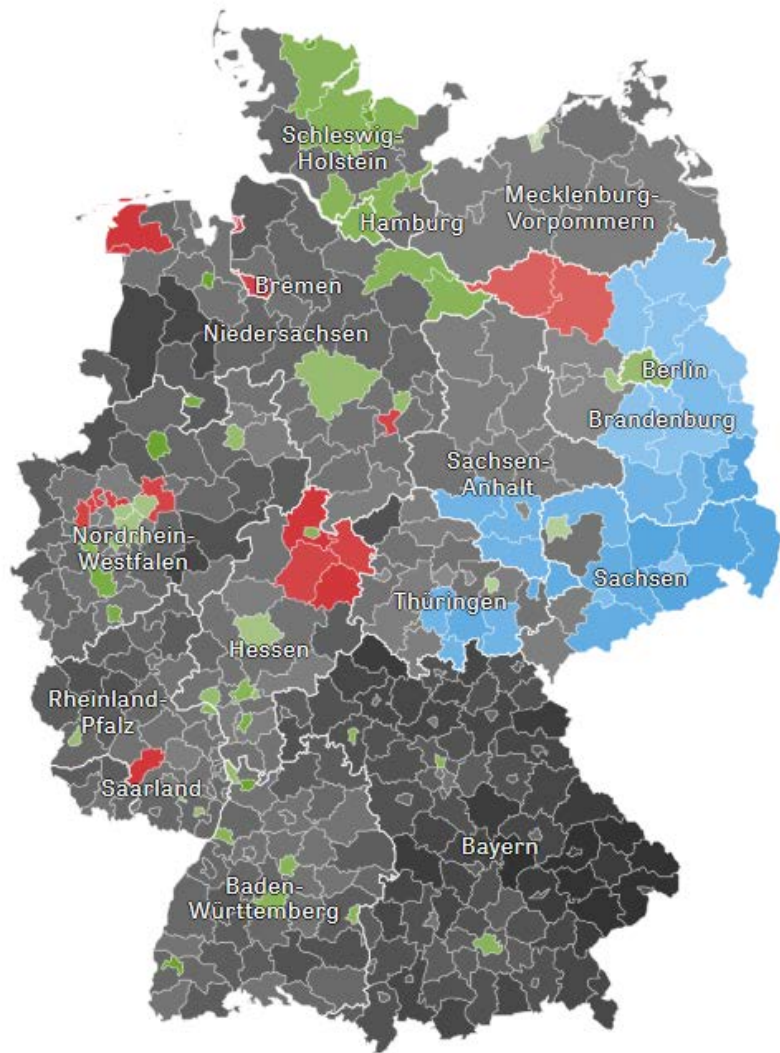 Schleswig-
Holstein
Mecklenburg-
Vorpommern
Hamburg
Bremen
Niedersachsen
Berlin
Brandenburg
Sachsen-
Anhalt
Nordrhein-
Westfalen
Sachsen
Thüringen
Hessen
Rheinland-
Pfalz
Saarland
Bayern
Baden-
Württemberg